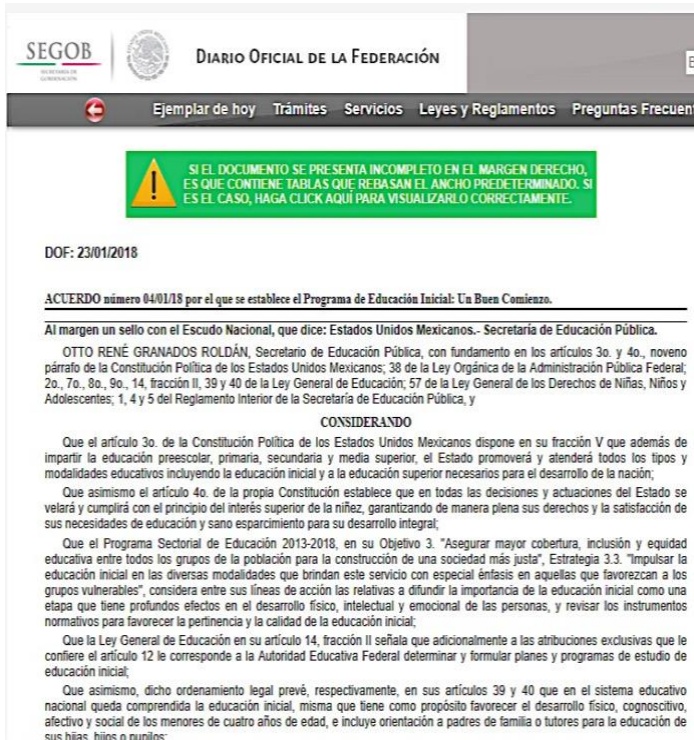 SEGOB
SECRETARÍA DE
GOBERNACIÓN
DIARIO OFICIAL DE LA FEDERACIÓN
Ejemplar de hoy Trámites Servicios Leyes y Reglamentos Preguntas Frecuen
SI EL DOCUMENTO SE PRESENTA INCOMPLETO EN EL MARGEN DERECHO,
ES QUE CONTIENE TABLAS QUE REBASAN EL ANCHO PREDETERMINADO. SI
ES EL CASO, HAGA CLICK AQUÍ PARA VISUALIZARLO CORRECTAMENTE.
DOF: 23/01/2018
ACUERDO número 04/01/18 por el que se establece el Programa de Educación Inicial: Un Buen Comienzo.
Al margen un sello con el Escudo Nacional, que dice: Estados Unidos Mexicanos.- Secretaría de Educación Pública.
OTTO RENÉ GRANADOS ROLDÁN, Secretario de Educación Pública, con fundamento en los artículos 3o. y 4o., noveno
párrafo de la Constitución Política de los Estados Unidos Mexicanos; 38 de la Ley Orgánica de la Administración Pública Federal;
2o., 7o., 8o., 9o., 14, fracción II, 39 y 40 de la Ley General de Educación; 57 de la Ley General de los Derechos de Niñas, Niños y
Adolescentes; 1, 4 y 5 del Reglamento Interior de la Secretaría de Educación Pública, y
CONSIDERANDO
Que el artículo 3o. de la Constitución Política de los Estados Unidos Mexicanos dispone en su fracción V que además de
impartir la educación preescolar, primaria, secundaria y media superior, el Estado promoverá y atenderá todos los tipos y
modalidades educativos incluyendo la educación inicial y a la educación superior necesarios para el desarrollo de la nación;
Que asimismo el artículo 4o. de la propia Constitución establece que en todas las decisiones y actuaciones del Estado se
velará y cumplirá con el principio del interés superior de la niñez, garantizando de manera plena sus derechos y la satisfacción de
sus necesidades de educación y sano esparcimiento para su desarrollo integral;
Que el Programa Sectorial de Educación 2013-2018, en su Objetivo 3. "Asegurar mayor cobertura, inclusión y equidad
educativa entre todos los grupos de la población para la construcción de una sociedad más justa", Estrategia 3.3. "Impulsar la
educación inicial en las diversas modalidades que brindan este servicio con especial énfasis en aquellas que favorezcan a los
grupos vulnerables", considera entre sus líneas de acción las relativas a difundir la importancia de la educación inicial como una
etapa que tiene profundos efectos en el desarrollo físico, intelectual y emocional de las personas, y revisar los instrumentos
normativos para favorecer la pertinencia y la calidad de la educación inicial;
Que la Ley General de Educación en su artículo 14, fracción II señala que adicionalmente a las atribuciones exclusivas que le
confiere el artículo 12 le corresponde a la Autoridad Educativa Federal determinar y formular planes y programas de estudio de
educación inicial;
Que asimismo, dicho ordenamiento legal prevé, respectivamente, en sus artículos 39 y 40 que en el sistema educativo
nacional queda comprendida la educación inicial, misma que tiene como propósito favorecer el desarrollo físico, cognoscitivo,
afectivo y social de los menores de cuatro años de edad, e incluye orientación a padres de familia o tutores para la educación de
sus hijas, hijos o pupilos;